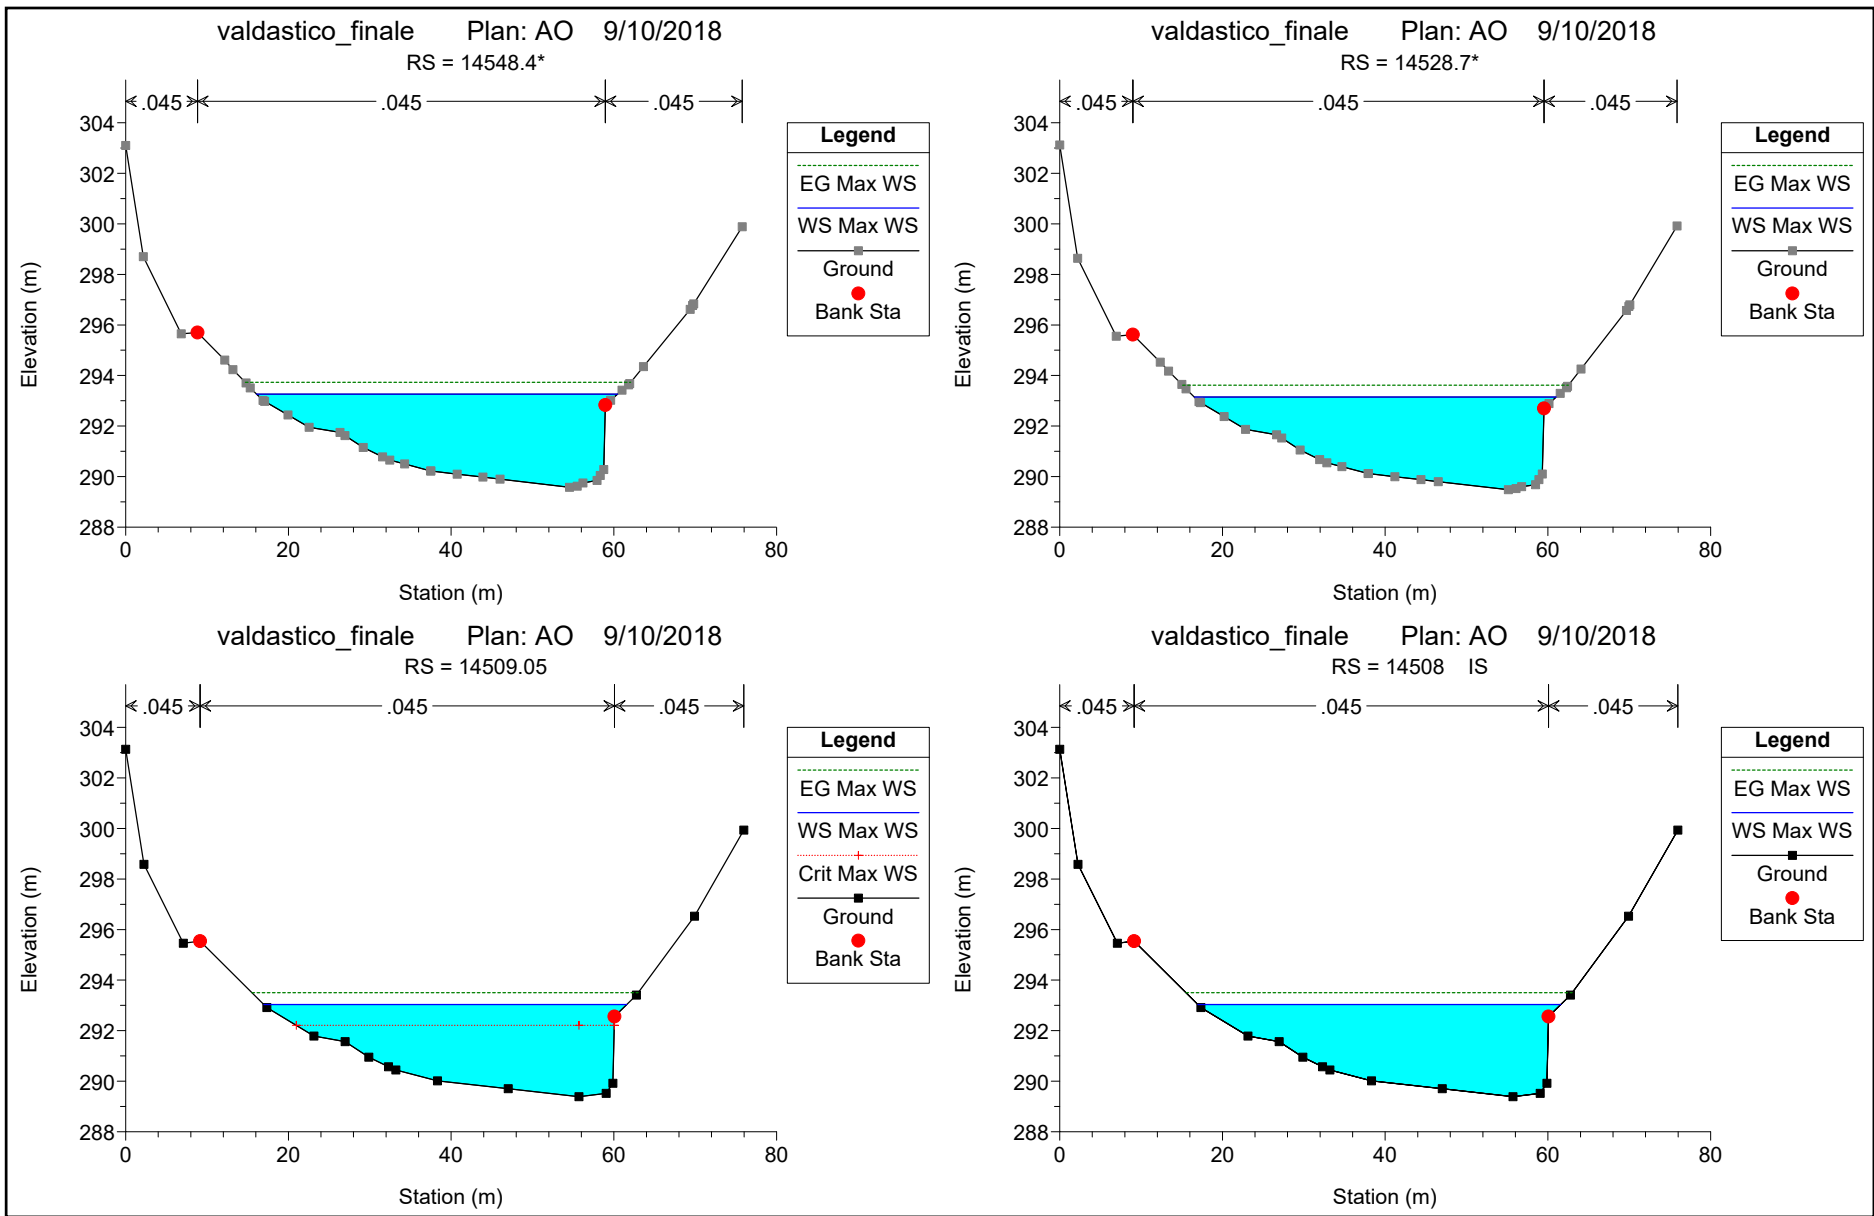 valdastico_finale Plan: AO 9/10/2018
RS = 14548.4*
.045 .045 .045
304
302
300
298
296
294
292
290
288
0 20 40 60 80
Elevation (m)
Station (m)
Legend
EG Max WS
WS Max WS
Ground
Bank Sta
valdastico_finale Plan: AO 9/10/2018
RS = 14528.7*
.045 .045 .045
304
302
300
298
296
294
292
290
288
0 20 40 60 80
Elevation (m)
Station (m)
Legend
EG Max WS
WS Max WS
Ground
Bank Sta
valdastico_finale Plan: AO 9/10/2018
RS = 14509.05
.045 .045 .045
304
302
300
298
296
294
292
290
288
0 20 40 60 80
Elevation (m)
Station (m)
Legend
EG Max WS
WS Max WS
Crit Max WS
Ground
Bank Sta
valdastico_finale Plan: AO 9/10/2018
RS = 14508 IS
.045 .045 .045
304
302
300
298
296
294
292
290
288
0 20 40 60 80
Elevation (m)
Station (m)
Legend
EG Max WS
WS Max WS
Ground
Bank Sta